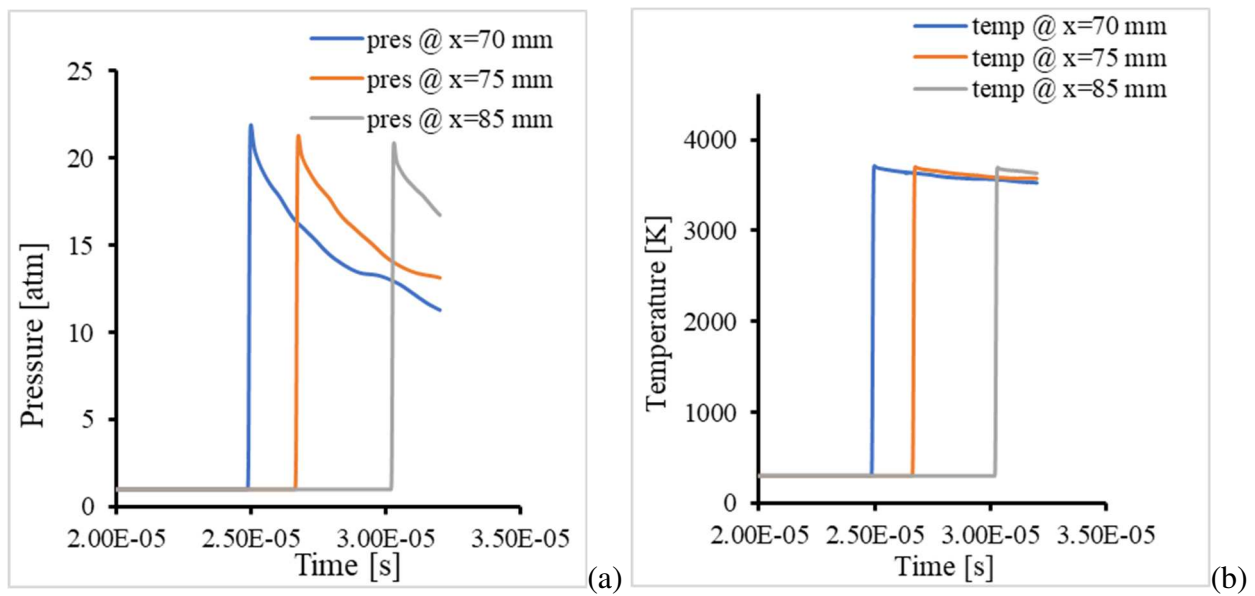 pres @ x=70 mm
pres @ x=75 mm
pres @ x=85 mm
Pressure [atm]
25
20
15
10
5
0
2.00E-05 2.50E-05 3.00E-05 3.50E-05
Time [s]
(a)
temp @ x=70 mm
temp @ x=75 mm
temp @ x=85 mm
Temperature [K]
4000
3000
2000
1000
0
2.00E-05 2.50E-05 3.00E-05 3.50E-05
Time [s]
(b)